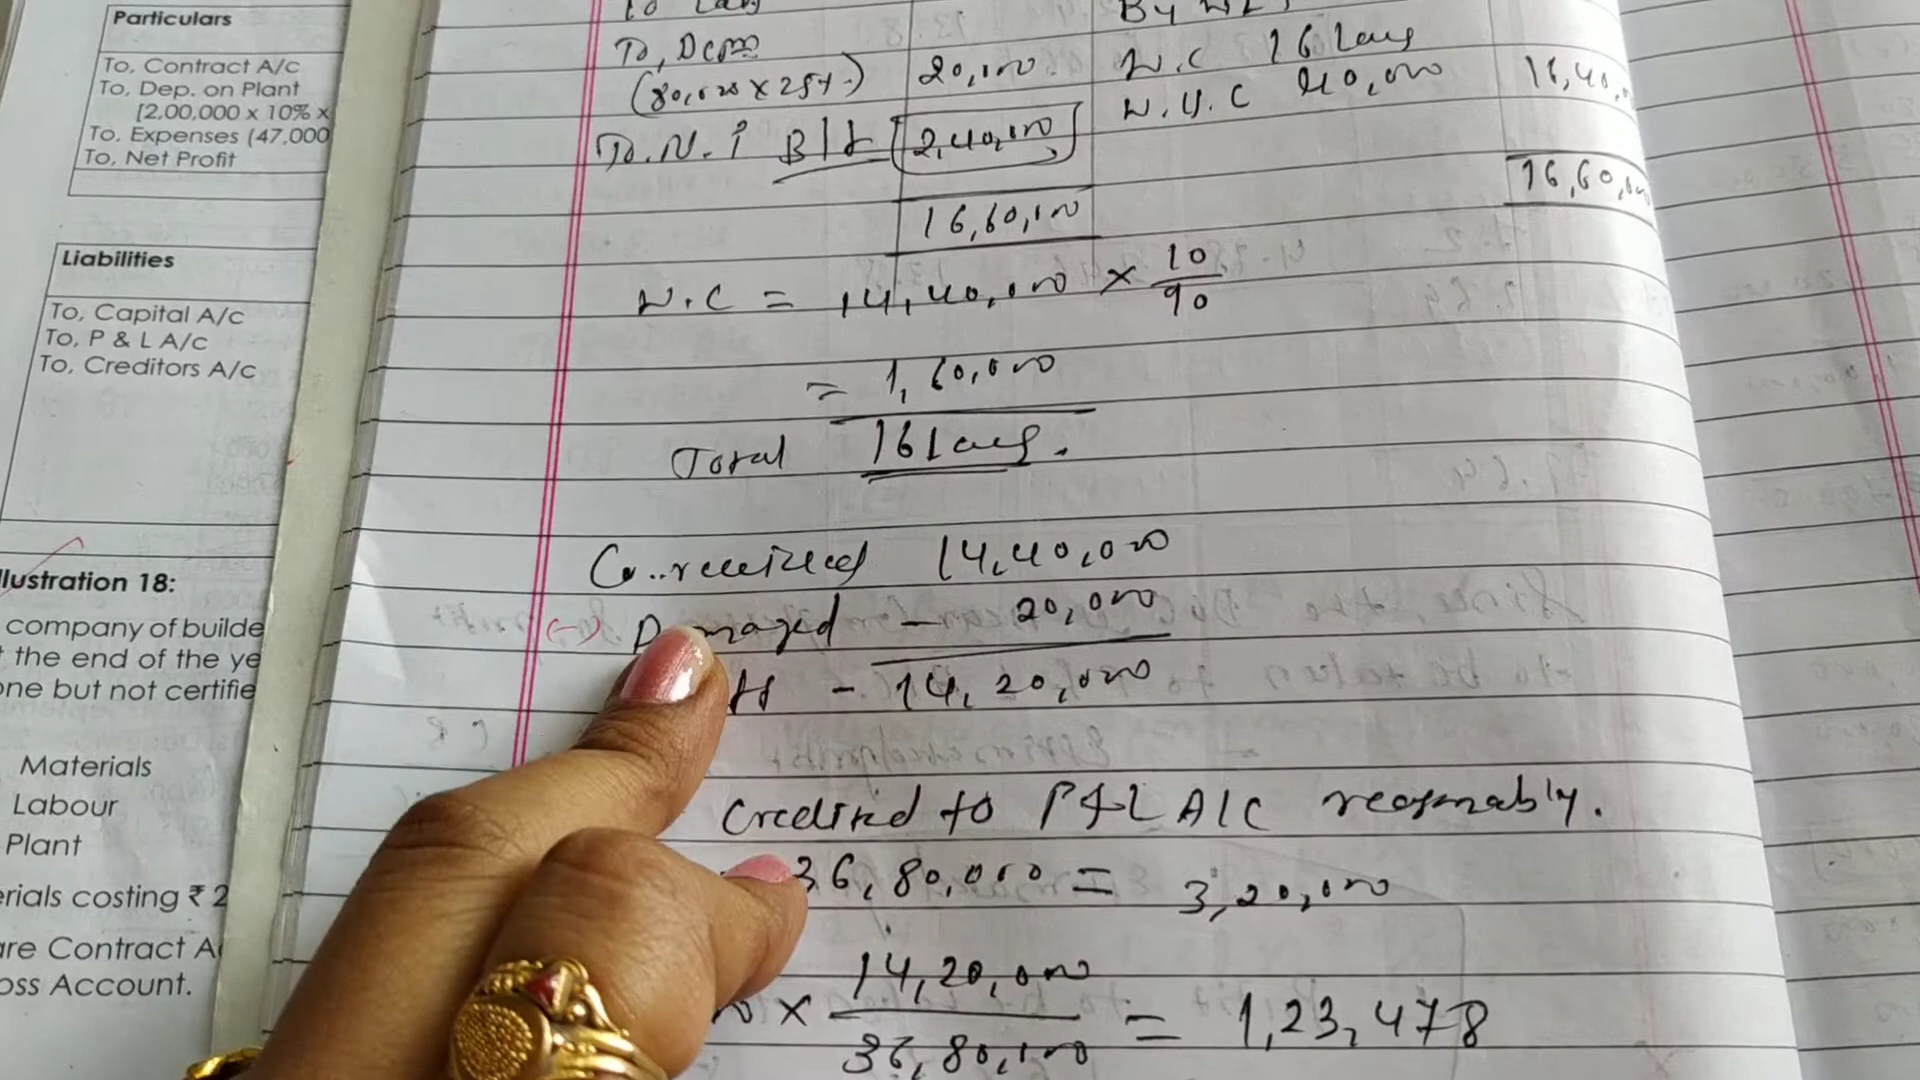 Particulars
To, Contract A/c
To, Dep. on Plant
[2,00,000 x 10% x
To, Expenses (47,000
To, Net Profit
Liabilities
To, Capital A/c
To, P & L A/c
To, Creditors A/c
llustration 18:
company of builde
the end of the ye
one but not certifie
Materials
Labour
Plant
erials costing ₹ 2
are Contract A
oss Account.
To, Depn
(80,000 x 25%) 20,000
To. N. P B/d 2,40,000
16,60,000
W.C 16 Lacs
W.U.C 40,000
16,40,0
16,60,000
W.C = 14,40,000 × 10/90
= 1,60,000
Total 16 Lacs.
received 14,40,000
(-) D maged - 20,000
- 14,20,000
Credited to P&L A/C reasonably.
36,80,000 = 3,20,000
× 14,20,000/36,80,000 = 1,23,478